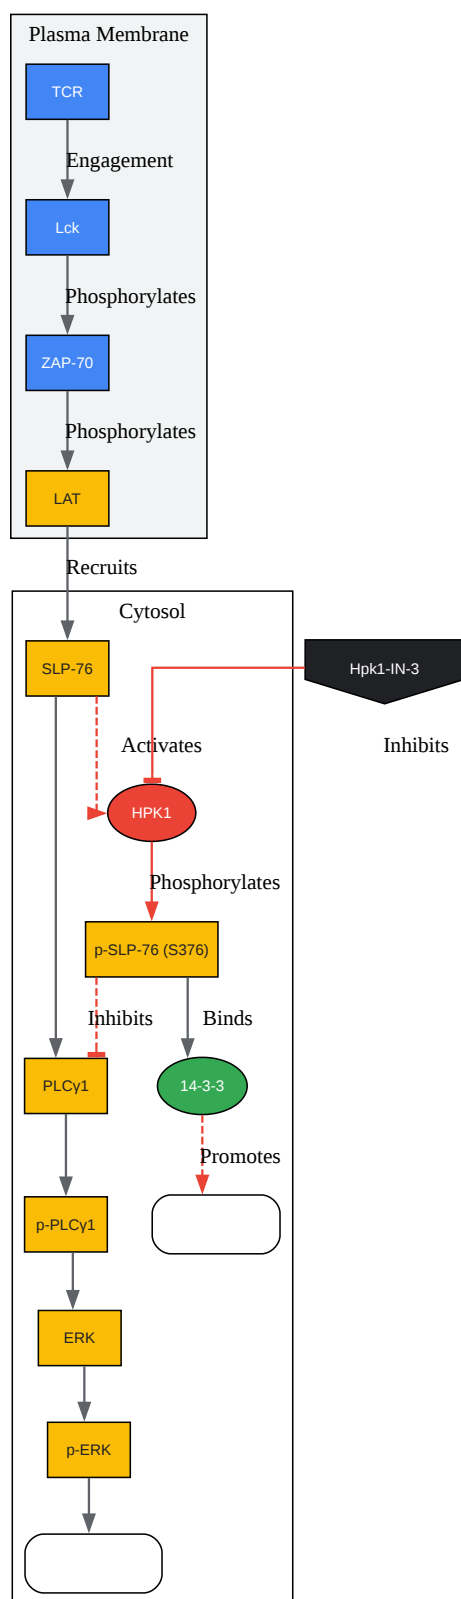 Plasma Membrane
TCR
Engagement
Lck
Phosphorylates
ZAP-70
Phosphorylates
LAT
Recruits
Cytosol
SLP-76
Hpk1-IN-3
Activates
Inhibits
HPK1
Phosphorylates
p-SLP-76 (S376)
Inhibits
Binds
PLCγ1
14-3-3
Promotes
p-PLCγ1
ERK
p-ERK